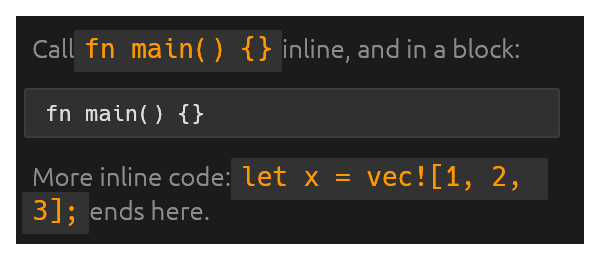 Call fn main() {} inline, and in a block:
fn main() {}
More inline code: let x = vec![1, 2,
3]; ends here.